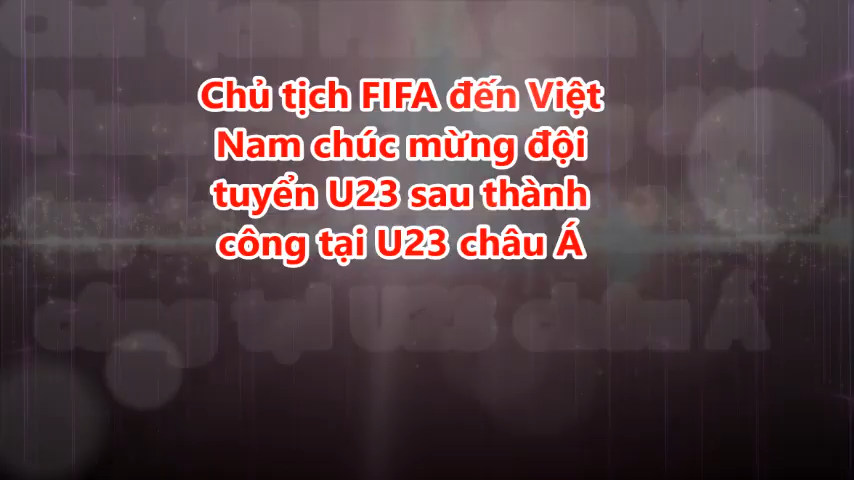 Chủ tịch FIFA đến Việt
Nam chúc mừng đội
tuyển U23 sau thành
công tại U23 châu Á